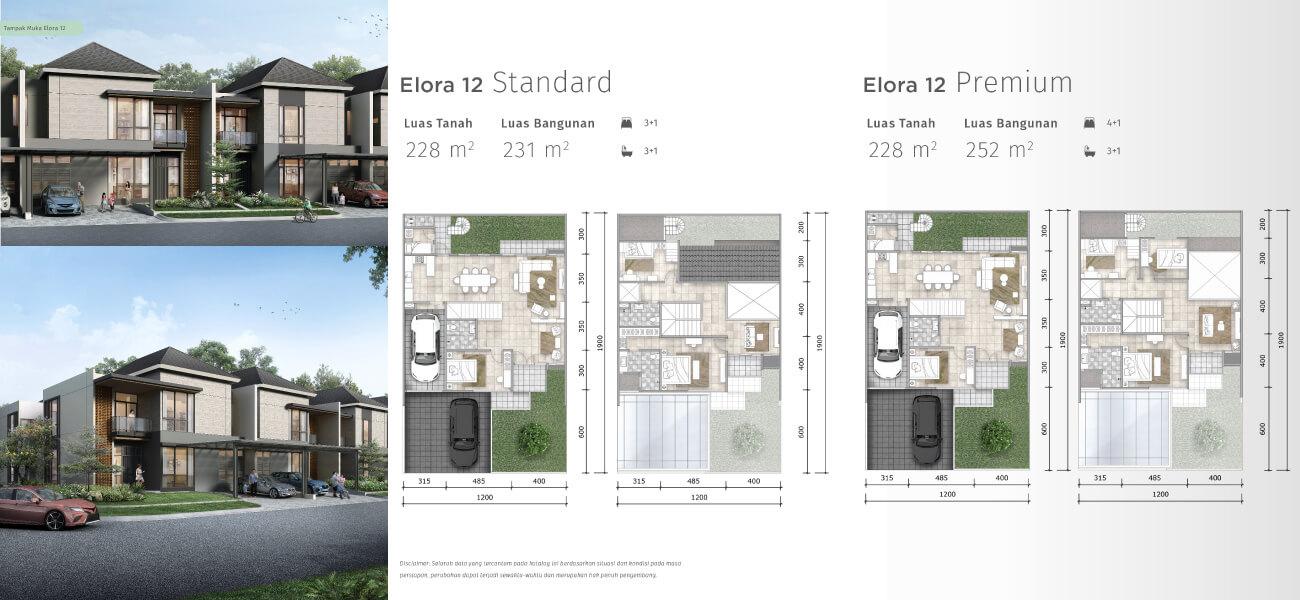 Tampak Muka Elora 12
Elora 12 Standard
Luas Tanah Luas Bangunan 3+1
228 m² 231 m² 3+1
Elora 12 Premium
Luas Tanah Luas Bangunan 4+1
228 m² 252 m² 3+1
300
350
350
300
600
1900
315 485 400
1200
200
300
400
400
600
1900
315 485 400
1200
300
350
350
300
600
1900
315 485 400
1200
200
300
400
400
600
1900
315 485 400
1200
Disclaimer: Seluruh data yang tercantum pada katalog ini berdasarkan situasi dan kondisi pada masa
persiapan, perubahan dapat terjadi sewaktu-waktu dan merupakan hak penuh pengembang.